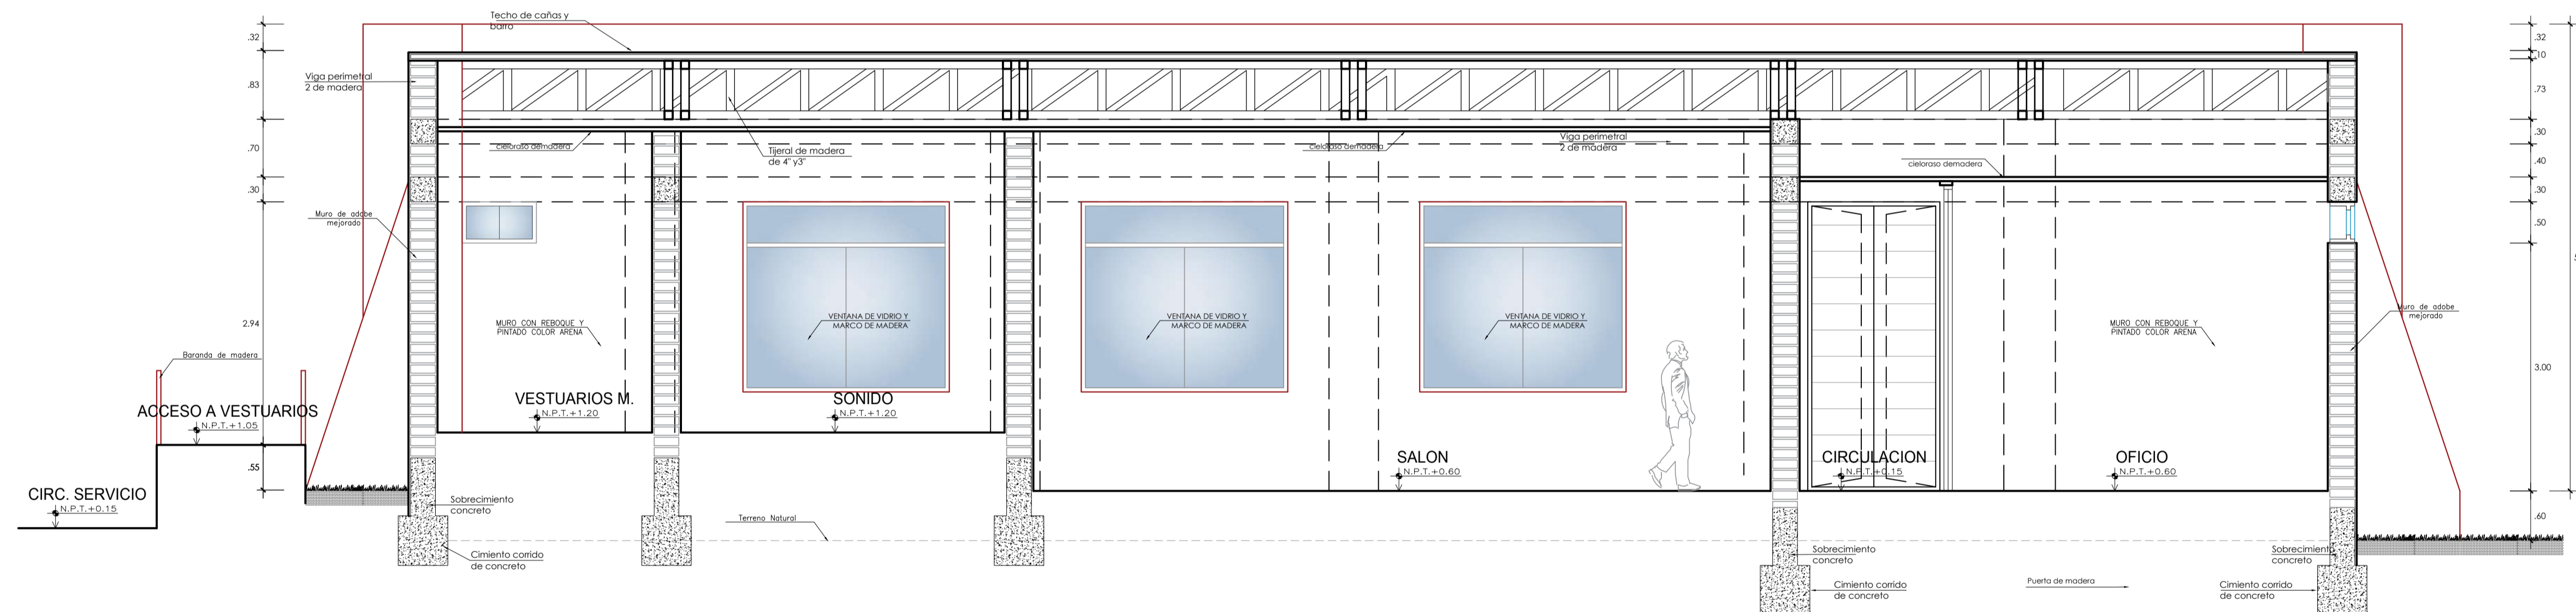 Techo de cañas y
barro
.32
.83
.70
.30
2.94
.55
Viga perimetral
2 de madera
cieloraso demadera
Tijeral de madera
de 4" y3"
cieloraso demadera
Viga perimetral
2 de madera
cieloraso demadera
.32
.10
.73
.30
.40
.30
.50
3.00
.60
Muro de adobe
mejorado
Baranda de madera
MURO CON REBOQUE Y
PINTADO COLOR ARENA
VENTANA DE VIDRIO Y
MARCO DE MADERA
VENTANA DE VIDRIO Y
MARCO DE MADERA
VENTANA DE VIDRIO Y
MARCO DE MADERA
MURO CON REBOQUE Y
PINTADO COLOR ARENA
Muro de adobe
mejorado
ACCESO A VESTUARIOS
N.P.T.+1.05
VESTUARIOS M.
N.P.T.+1.20
SONIDO
N.P.T.+1.20
SALON
N.P.T.+0.60
CIRCULACION
N.P.T.+0.15
OFICIO
N.P.T.+0.60
CIRC. SERVICIO
N.P.T.+0.15
Sobrecimiento
concreto
Terreno Natural
Cimiento corrido
de concreto
Sobrecimiento
concreto
Sobrecimiento
concreto
Cimiento corrido
de concreto
Puerta de madera
Cimiento corrido
de concreto